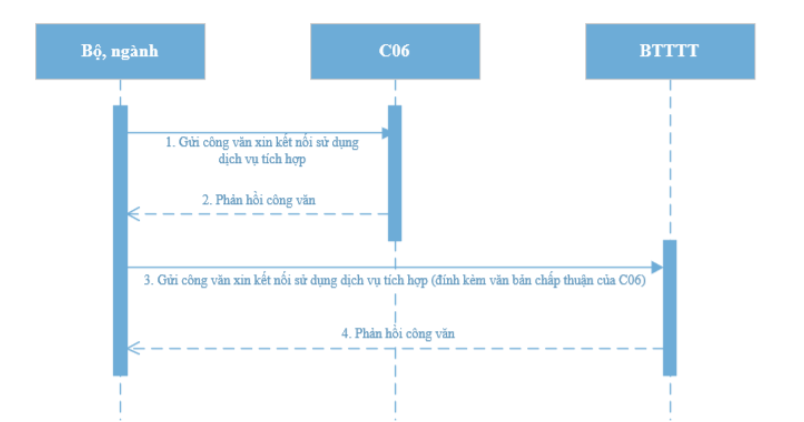 Bộ, ngành
C06
BTTTT
1. Gửi công văn xin kết nối sử dụng
dịch vụ tích hợp
2. Phản hồi công văn
3. Gửi công văn xin kết nối sử dụng dịch vụ tích hợp (đính kèm văn bản chấp thuận của C06)
4. Phản hồi công văn